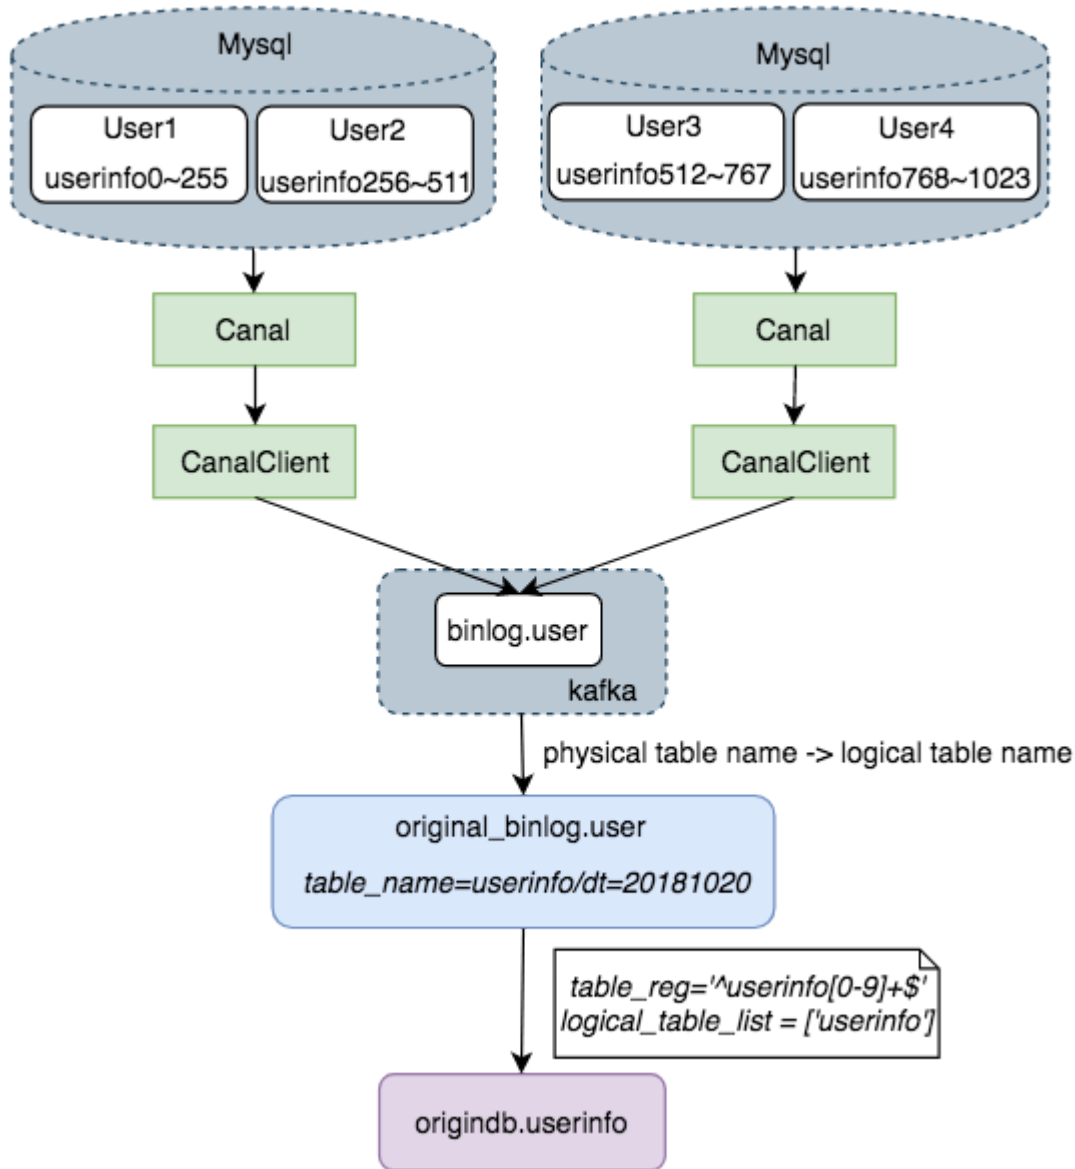 Mysql
User1
userinfo0~255
User2
userinfo256~511
Mysql
User3
userinfo512~767
User4
userinfo768~1023
Canal
Canal
CanalClient
CanalClient
binlog.user
kafka
physical table name -> logical table name
original_binlog.user
table_name=userinfo/dt=20181020
table_reg='^userinfo[0-9]+$'
logical_table_list = ['userinfo']
origindb.userinfo